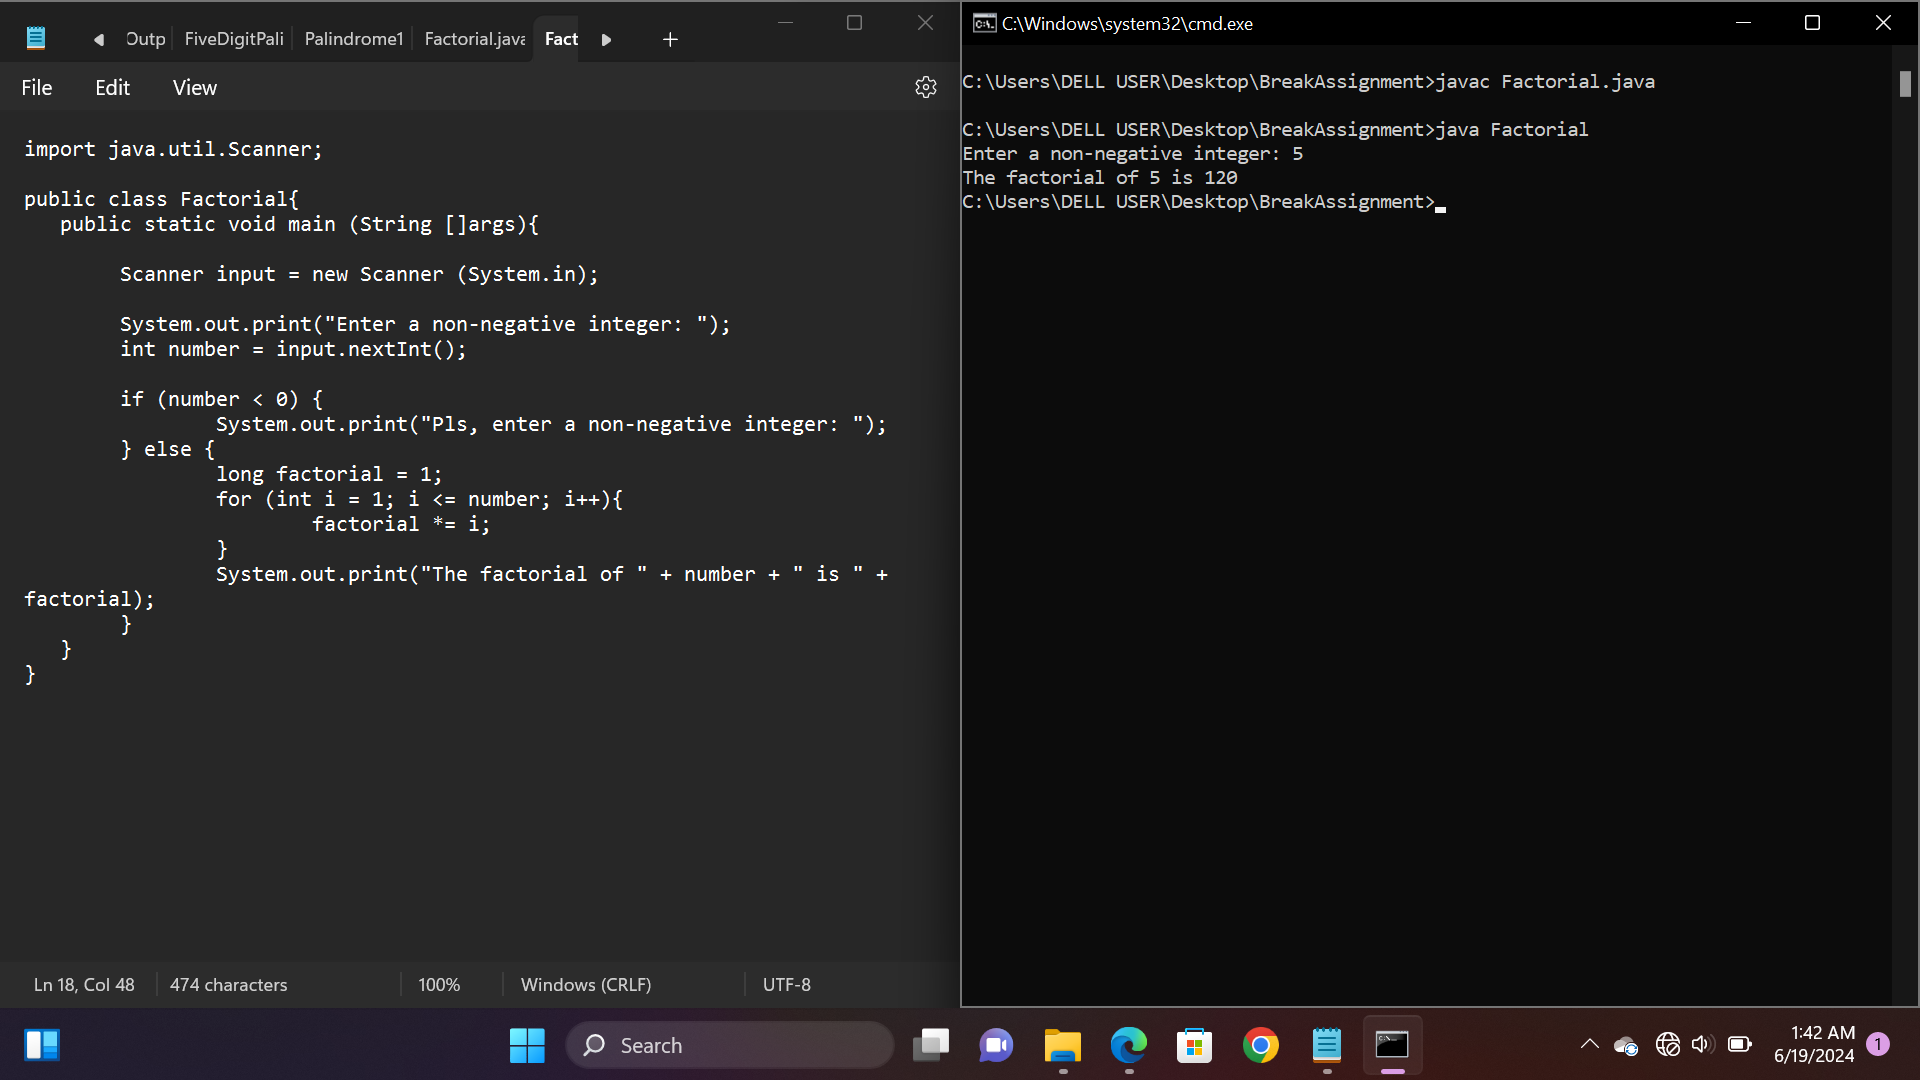 Outp FiveDigitPali Palindrome1 Factorial.java Fact
File Edit View
import java.util.Scanner;
public class Factorial{
public static void main (String []args){
Scanner input = new Scanner (System.in);
System.out.print("Enter a non-negative integer: ");
int number = input.nextInt();
if (number < 0) {
System.out.print("Pls, enter a non-negative integer: ");
} else {
long factorial = 1;
for (int i = 1; i <= number; i++){
factorial *= i;
}
System.out.print("The factorial of " + number + " is " +
factorial);
}
}
}
Ln 18, Col 48 474 characters 100% Windows (CRLF) UTF-8
C:\Windows\system32\cmd.exe
C:\Users\DELL USER\Desktop\BreakAssignment>javac Factorial.java
C:\Users\DELL USER\Desktop\BreakAssignment>java Factorial
Enter a non-negative integer: 5
The factorial of 5 is 120
C:\Users\DELL USER\Desktop\BreakAssignment>
Search
1:42 AM
6/19/2024
1